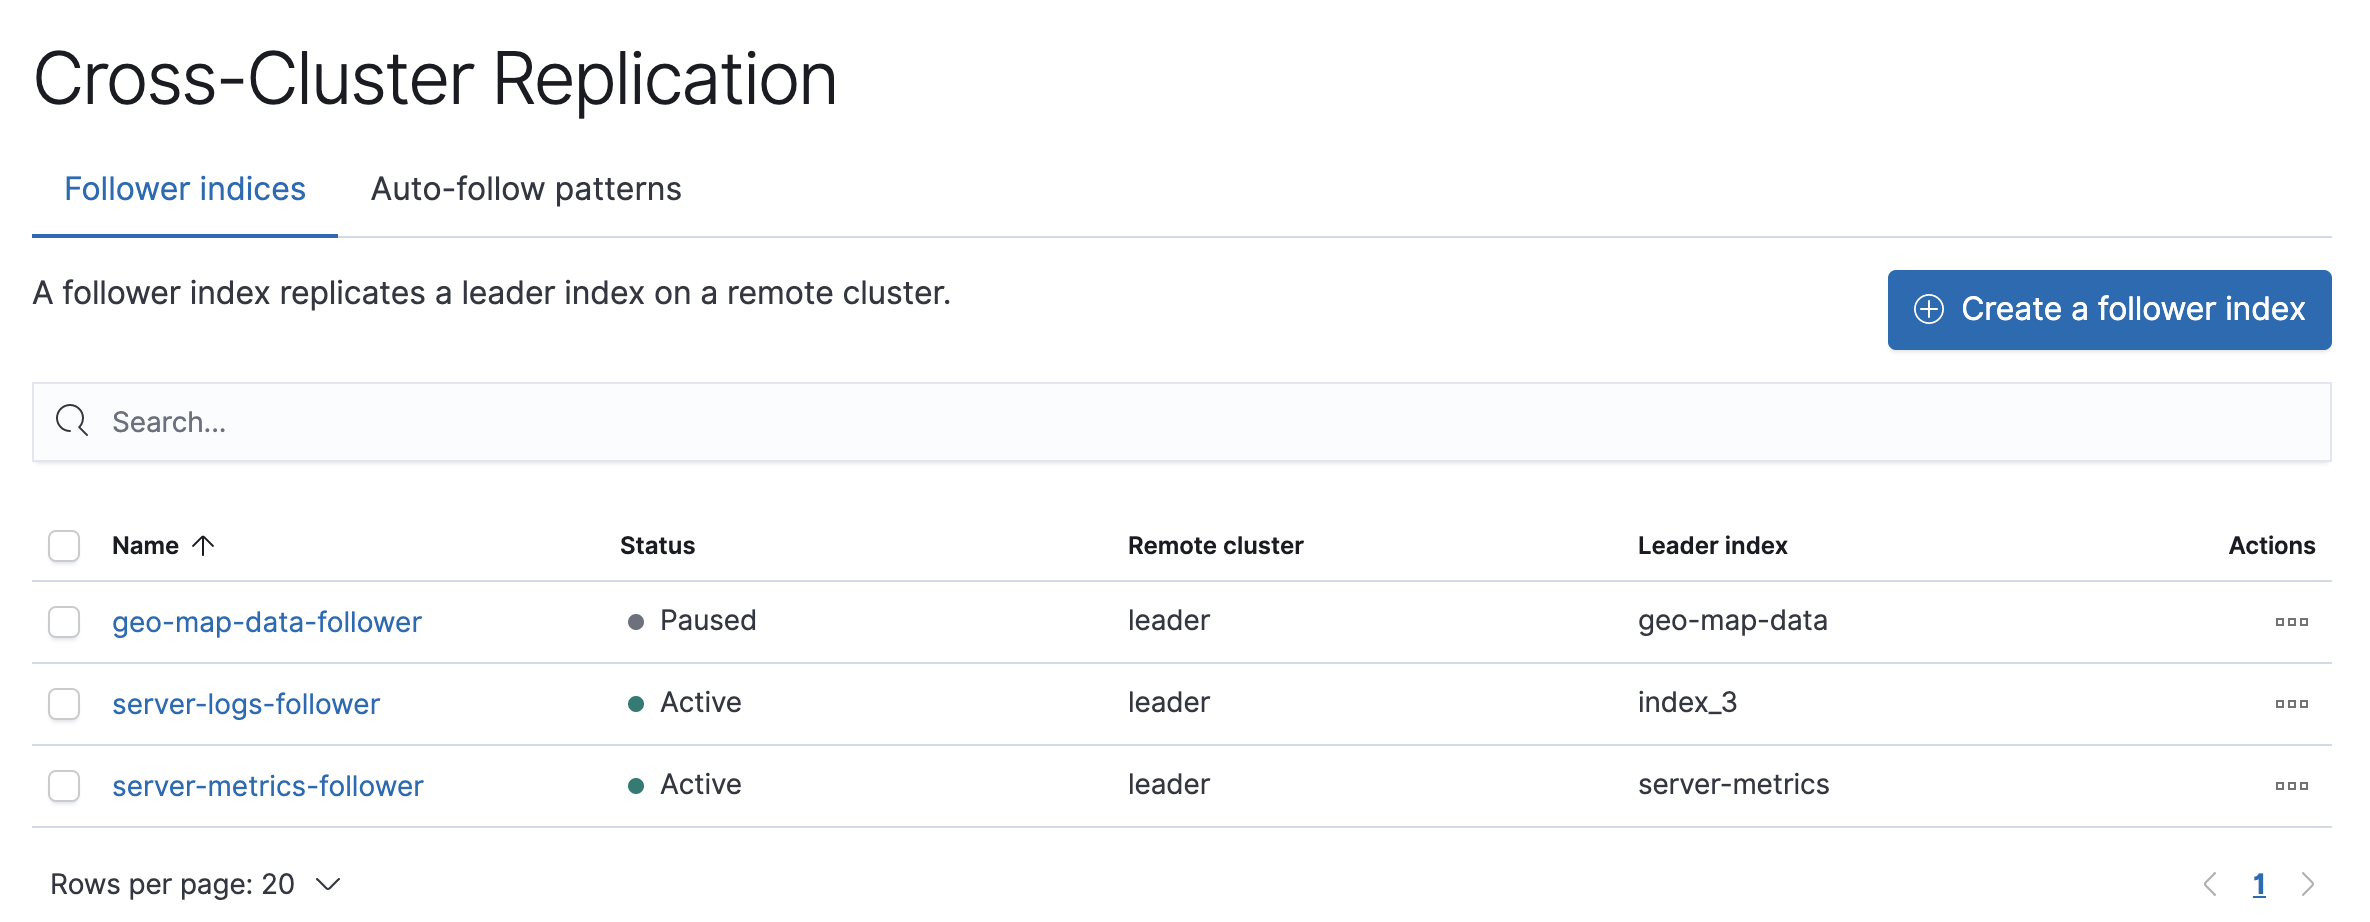 Cross-Cluster Replication
Follower indices Auto-follow patterns
A follower index replicates a leader index on a remote cluster.
Create a follower index
Search...
Name Status Remote cluster Leader index Actions
geo-map-data-follower Paused leader geo-map-data
server-logs-follower Active leader index_3
server-metrics-follower Active leader server-metrics
Rows per page: 20 1